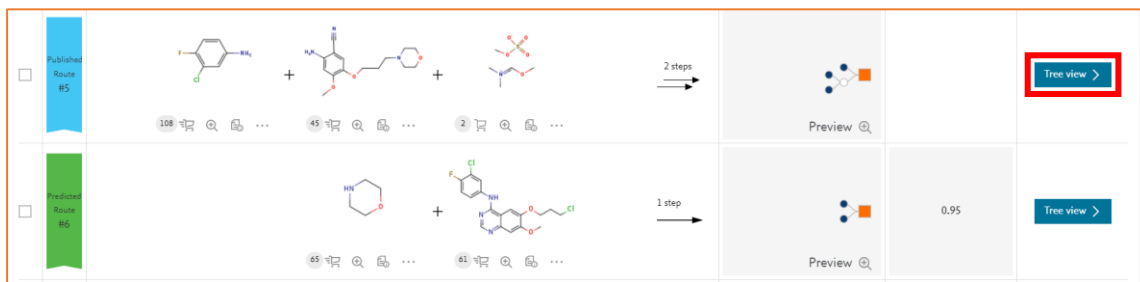 Published
Route
#5
F
NH₂
Cl
+
N
H₂N
O
O
N
O
+
O
O⁻
O
S
O
N⁺
O
2 steps
Preview
Tree view >
108
...
45
...
2
...
Predicted
Route
#6
HN
O
+
Cl
F
NH
N
N
O
Cl
O
1 step
Preview
0.95
Tree view >
65
...
61
...